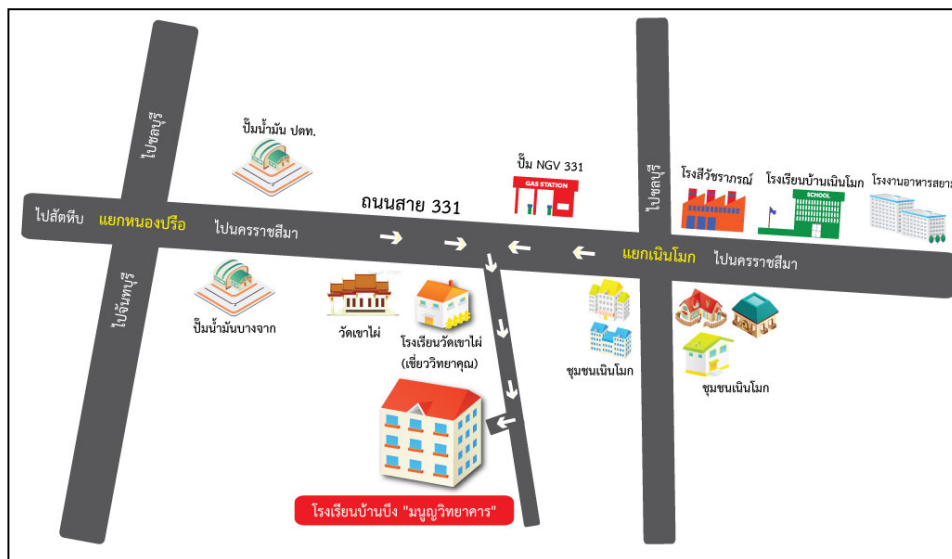 ไปชลบุรี
ปั๊มน้ำมัน ปตท.
ปั๊ม NGV 331
GAS STATION
ไปชลบุรี
โรงสีวัชราภรณ์
โรงเรียนบ้านเนินโมก
SCHOOL
โรงงานอาหารสยาม
ไปสัตหีบ
แยกหนองปรือ
ไปนครราชสีมา
ถนนสาย 331
แยกเนินโมก
ไปนครราชสีมา
ไปจันทบุรี
ปั๊มน้ำมันบางจาก
วัดเขาไผ่
โรงเรียนวัดเขาไผ่
(เชี่ยววิทยาคุณ)
ชุมชนเนินโมก
ชุมชนเนินโมก
โรงเรียนบ้านบึง "มนูญวิทยาคาร"